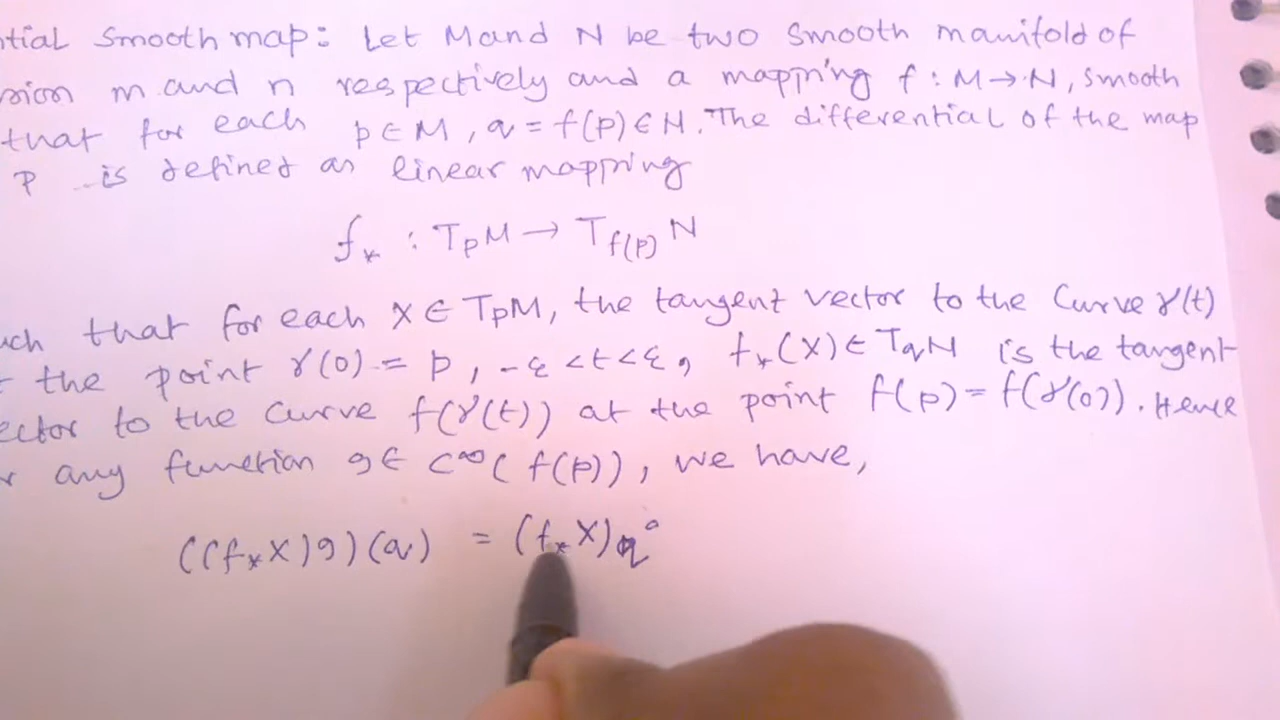 ntial smooth map: Let M and N be two smooth manifold of
nsion m and n respectively and a mapping f : M → N, smooth
that for each p ∈ M, q = f(p) ∈ N. The differential of the map
p is defined as linear mapping
f* : TpM → Tf(p) N
uch that for each X ∈ TpM, the tangent vector to the curve γ(t)
the point γ(0) = p, -ε < t < ε, f*(X) ∈ TqN is the tangent
ector to the curve f(γ(t)) at the point f(p) = f(γ(0)). Hence
r any function g ∈ C∞(f(p)), we have,
((f*X)g)(q) = (f*X)q